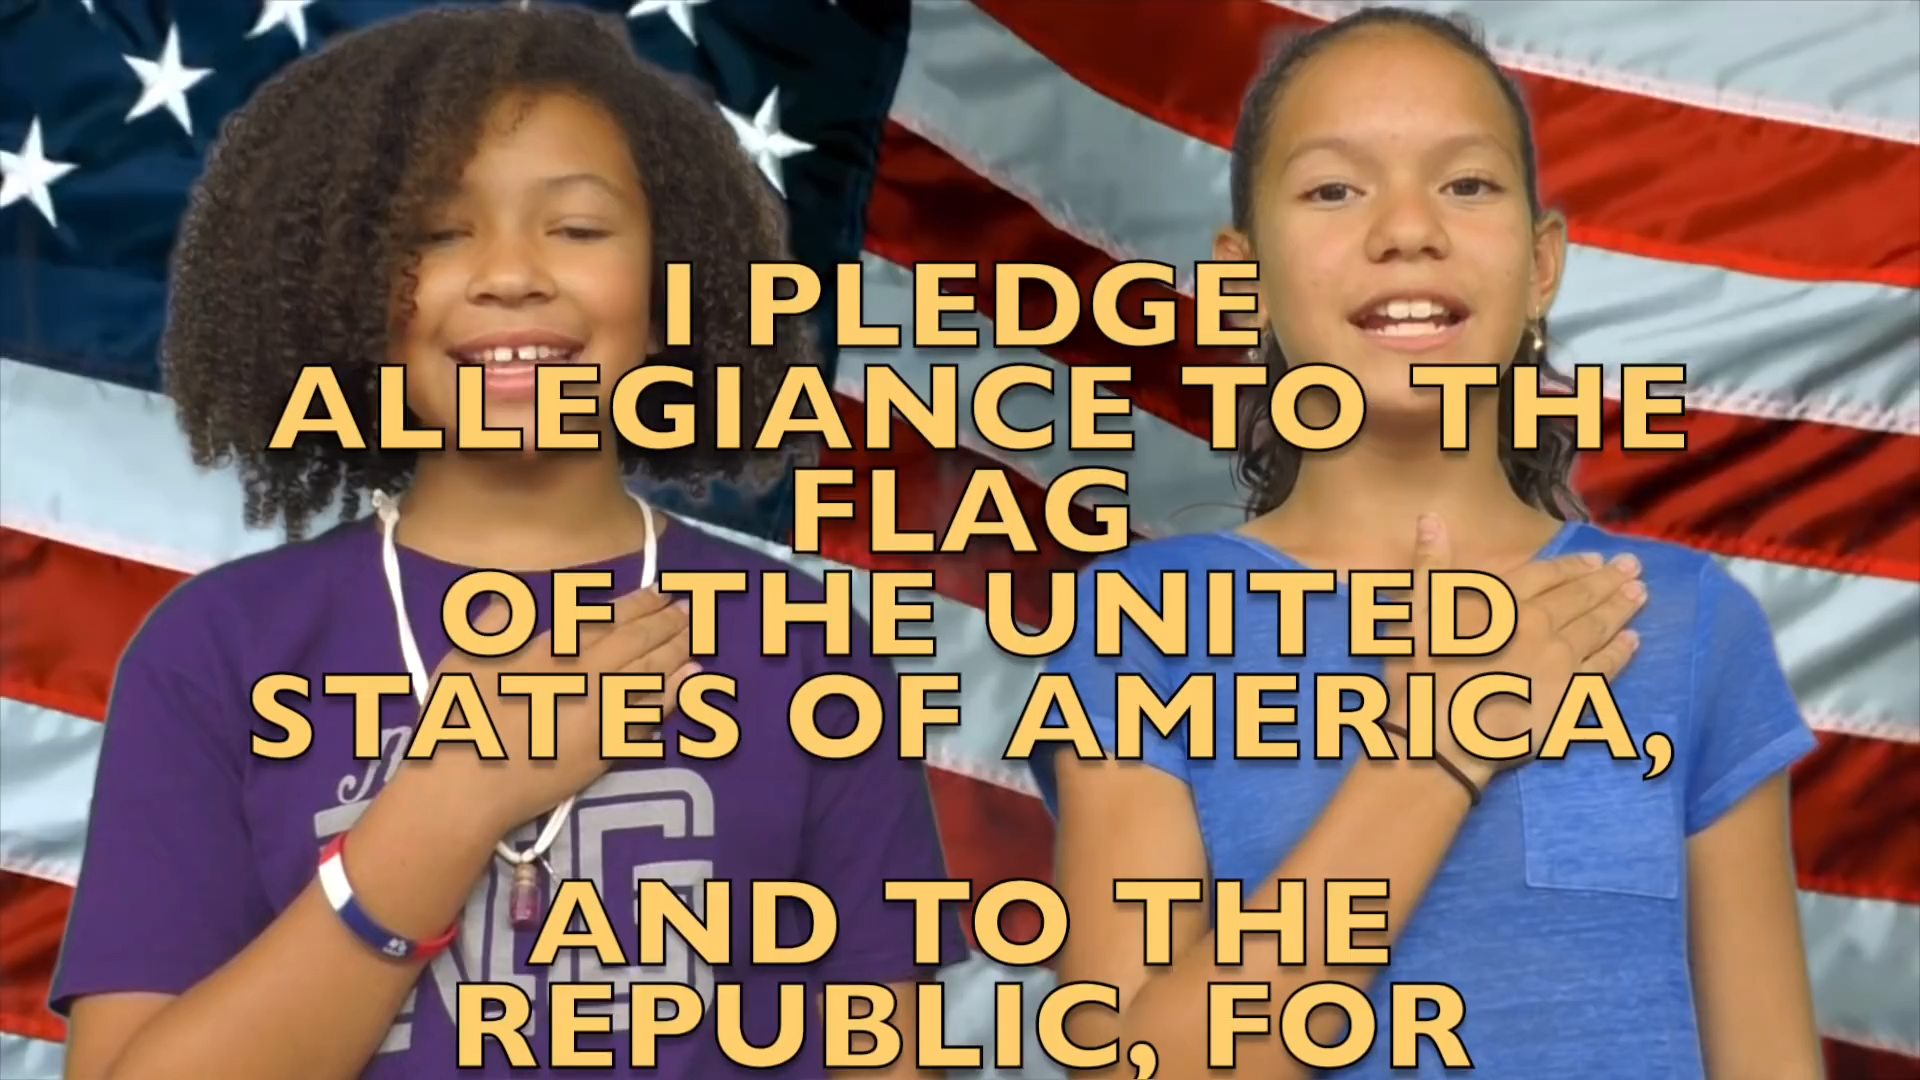 I PLEDGE
ALLEGIANCE TO THE
FLAG
OF THE UNITED
STATES OF AMERICA,
AND TO THE
REPUBLIC, FOR